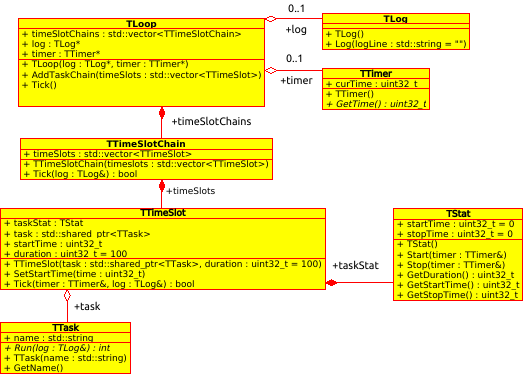 TLoop
+ timeSlotChains : std::vector<TTimeSlotChain>
+ log : TLog*
+ timer : TTimer*
+ TLoop(log : TLog*, timer : TTimer*)
+ AddTaskChain(timeSlots : std::vector<TTimeSlot>)
+ Tick()
0..1
+log
TLog
+ TLog()
+ Log(logLine : std::string = "")
0..1
+timer
TTimer
+ curTime : uint32_t
+ TTimer()
+ GetTime() : uint32_t
+timeSlotChains
TTimeSlotChain
+ timeSlots : std::vector<TTimeSlot>
+ TTimeSlotChain(timeslots : std::vector<TTimeSlot>)
+ Tick(log : TLog&) : bool
+timeSlots
TTimeSlot
+ taskStat : TStat
+ task : std::shared_ptr<TTask>
+ startTime : uint32_t
+ duration : uint32_t = 100
+ TTimeSlot(task : std::shared_ptr<TTask>, duration : uint32_t = 100)
+ SetStartTime(time : uint32_t)
+ Tick(timer : TTimer&, log : TLog&) : bool
+taskStat
TStat
+ startTime : uint32_t = 0
+ stopTime : uint32_t = 0
+ TStat()
+ Start(timer : TTimer&)
+ Stop(timer : TTimer&)
+ GetDuration() : uint32_t
+ GetStartTime() : uint32_t
+ GetStopTime() : uint32_t
+task
TTask
+ name : std::string
+ Run(log : TLog&) : int
+ TTask(name : std::string)
+ GetName()